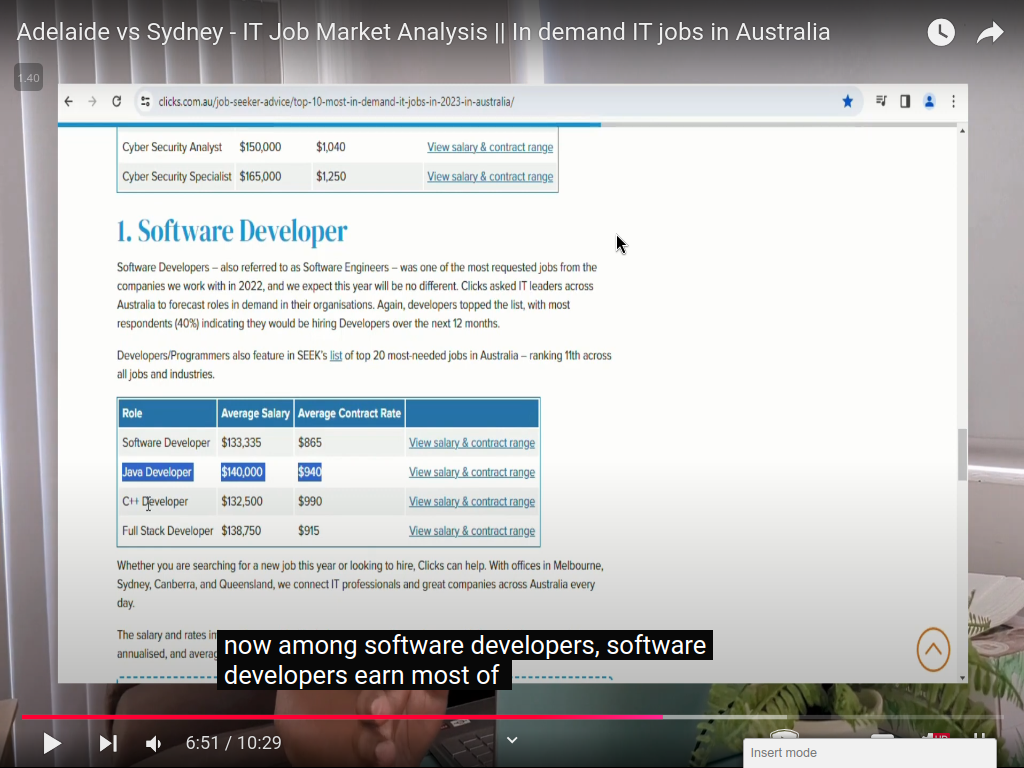 Adelaide vs Sydney - IT Job Market Analysis || In demand IT jobs in Australia
1.40
clicks.com.au/job-seeker-advice/top-10-most-in-demand-it-jobs-in-2023-in-australia/
Cyber Security Analyst $150,000 $1,040 View salary & contract range
Cyber Security Specialist $165,000 $1,250 View salary & contract range
1. Software Developer
Software Developers – also referred to as Software Engineers – was one of the most requested jobs from the
companies we work with in 2022, and we expect this year will be no different. Clicks asked IT leaders across
Australia to forecast roles in demand in their organisations. Again, developers topped the list, with most
respondents (40%) indicating they would be hiring Developers over the next 12 months.
Developers/Programmers also feature in SEEK's list of top 20 most-needed jobs in Australia – ranking 11th across
all jobs and industries.
Role Average Salary Average Contract Rate
Software Developer $133,335 $865 View salary & contract range
Java Developer $140,000 $940 View salary & contract range
C++ Developer $132,500 $990 View salary & contract range
Full Stack Developer $138,750 $915 View salary & contract range
Whether you are searching for a new job this year or looking to hire, Clicks can help. With offices in Melbourne,
Sydney, Canberra, and Queensland, we connect IT professionals and great companies across Australia every
day.
The salary and rates in
annualised, and averag
now among software developers, software
developers earn most of
6:51 / 10:29
Insert mode